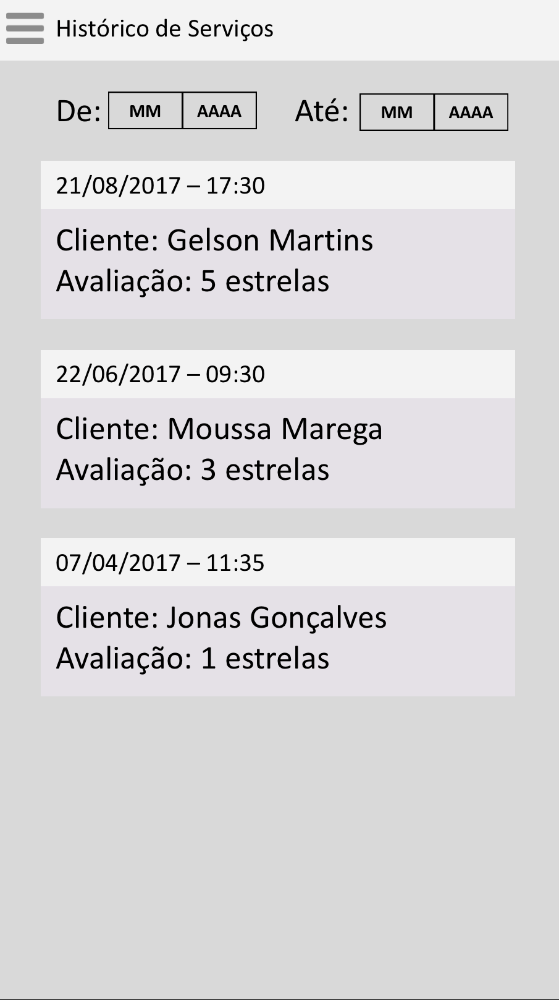 Histórico de Serviços
De: MM AAAA Até: MM AAAA
21/08/2017 – 17:30
Cliente: Gelson Martins
Avaliação: 5 estrelas
22/06/2017 – 09:30
Cliente: Moussa Marega
Avaliação: 3 estrelas
07/04/2017 – 11:35
Cliente: Jonas Gonçalves
Avaliação: 1 estrelas